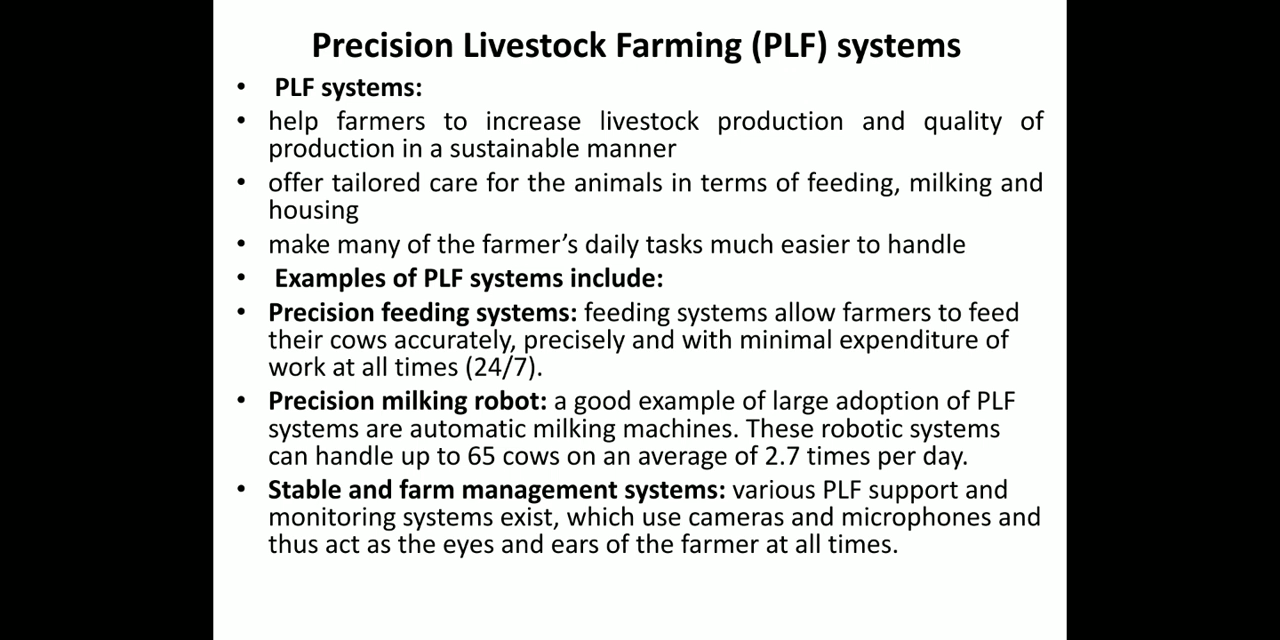 Precision Livestock Farming (PLF) systems
• PLF systems:
• help farmers to increase livestock production and quality of
production in a sustainable manner
• offer tailored care for the animals in terms of feeding, milking and
housing
• make many of the farmer’s daily tasks much easier to handle
• Examples of PLF systems include:
• Precision feeding systems: feeding systems allow farmers to feed
their cows accurately, precisely and with minimal expenditure of
work at all times (24/7).
• Precision milking robot: a good example of large adoption of PLF
systems are automatic milking machines. These robotic systems
can handle up to 65 cows on an average of 2.7 times per day.
• Stable and farm management systems: various PLF support and
monitoring systems exist, which use cameras and microphones and
thus act as the eyes and ears of the farmer at all times.